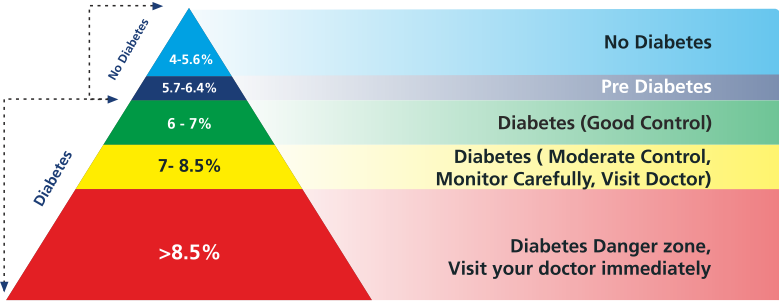 No Diabetes
4-5.6%
No Diabetes
5.7-6.4%
Pre Diabetes
6 - 7%
Diabetes (Good Control)
Diabetes
7- 8.5%
Diabetes ( Moderate Control,
Monitor Carefully, Visit Doctor)
>8.5%
Diabetes Danger zone,
Visit your doctor immediately